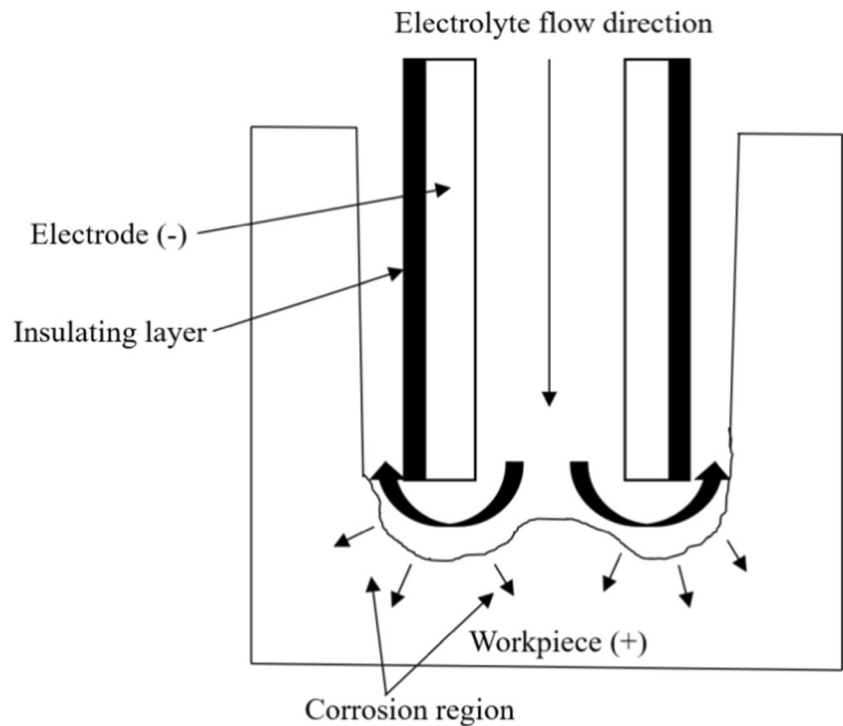 Electrolyte flow direction
Electrode (-)
Insulating layer
Workpiece (+)
Corrosion region